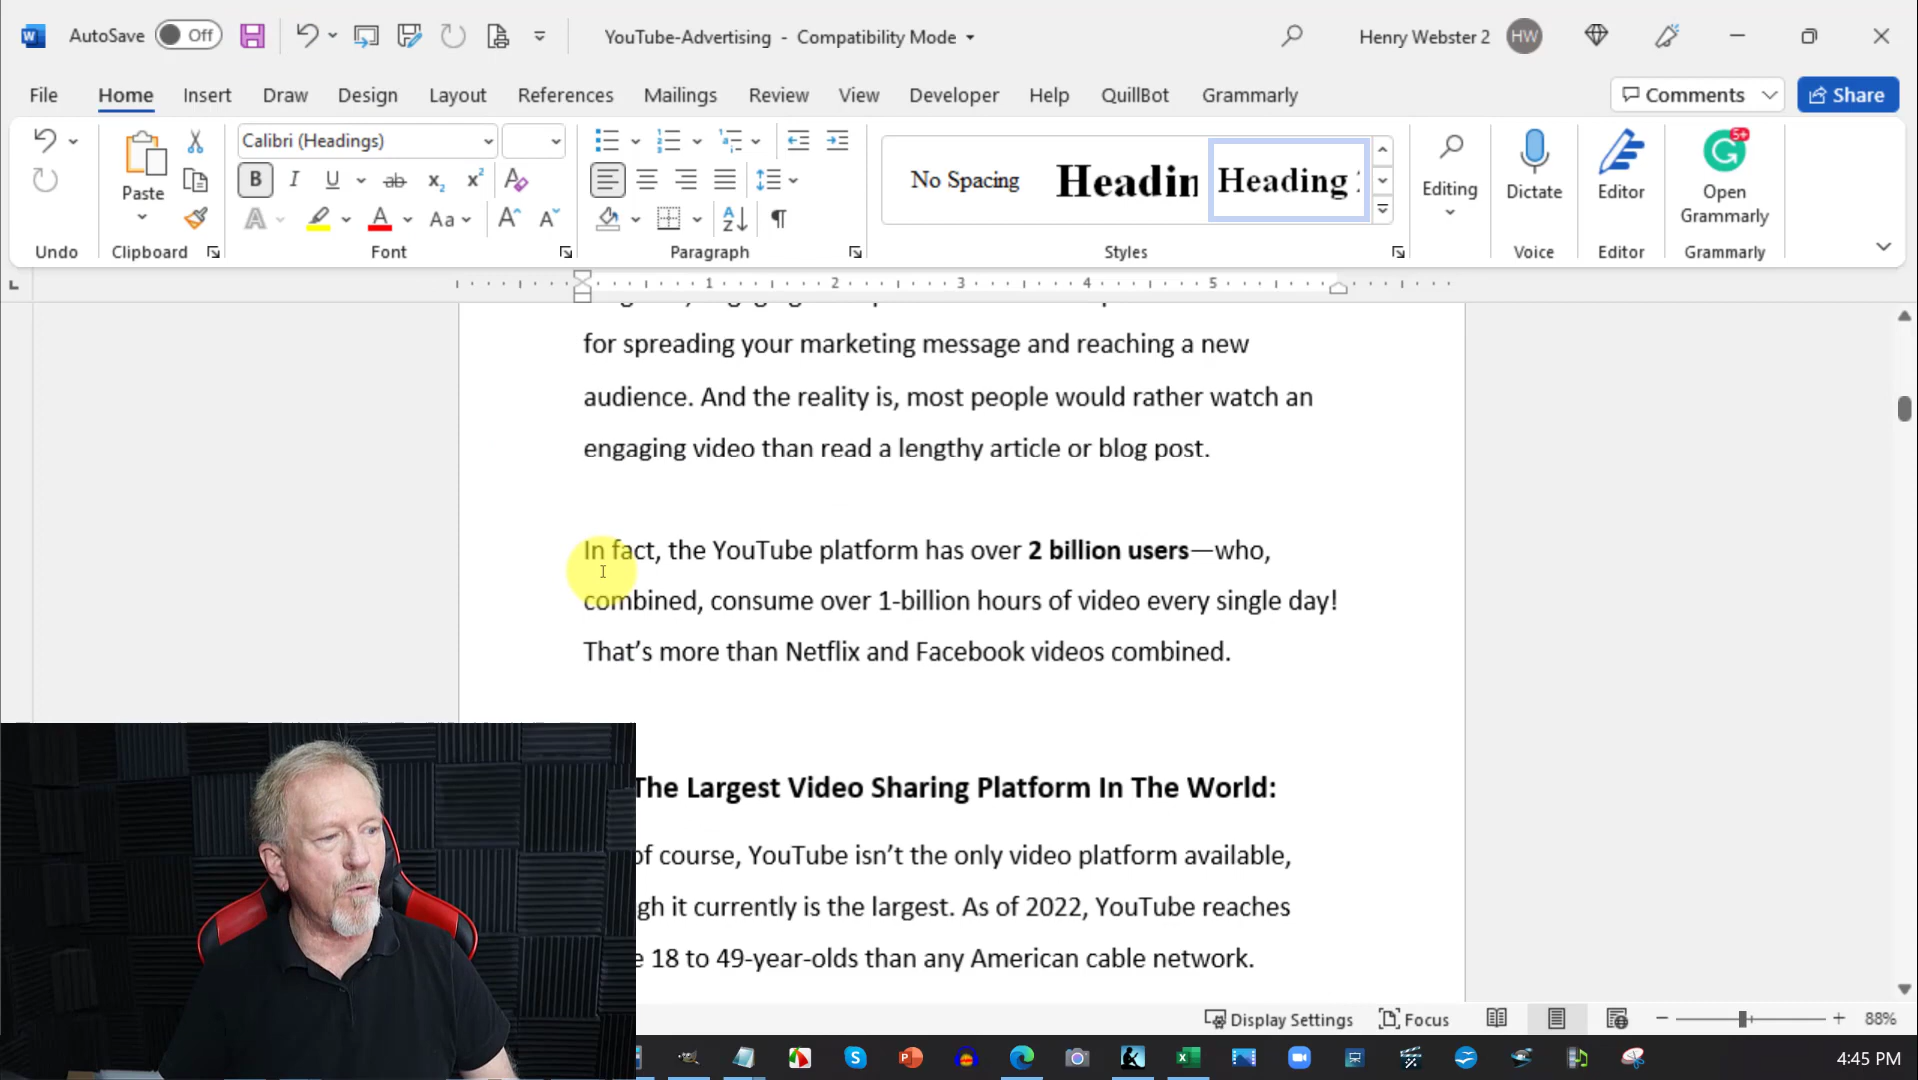 AutoSave Off YouTube-Advertising - Compatibility Mode Henry Webster 2 HW
File Home Insert Draw Design Layout References Mailings Review View Developer Help QuillBot Grammarly Comments Share
Calibri (Headings)
Paste
No Spacing Headin Heading
Editing Dictate Editor Open Grammarly
Undo Clipboard Font Paragraph Styles Voice Editor Grammarly
1 2 3 4 5
for spreading your marketing message and reaching a new
audience. And the reality is, most people would rather watch an
engaging video than read a lengthy article or blog post.
In fact, the YouTube platform has over 2 billion users—who,
combined, consume over 1-billion hours of video every single day!
That’s more than Netflix and Facebook videos combined.
The Largest Video Sharing Platform In The World:
of course, YouTube isn’t the only video platform available,
gh it currently is the largest. As of 2022, YouTube reaches
e 18 to 49-year-olds than any American cable network.
Display Settings Focus 88%
4:45 PM